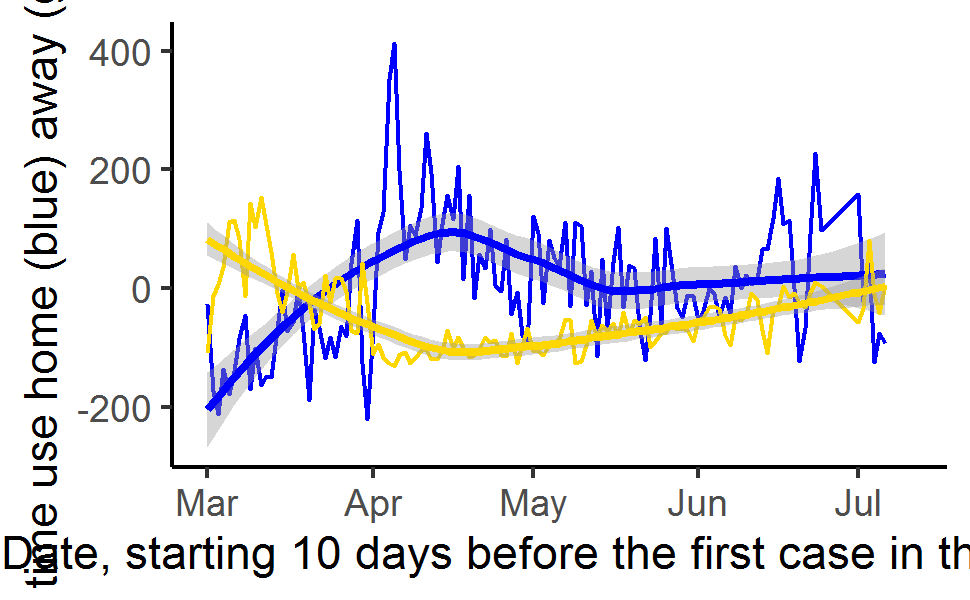 time use home (blue) away (
400
200
0
-200
Mar Apr May Jun Jul
Date, starting 10 days before the first case in th